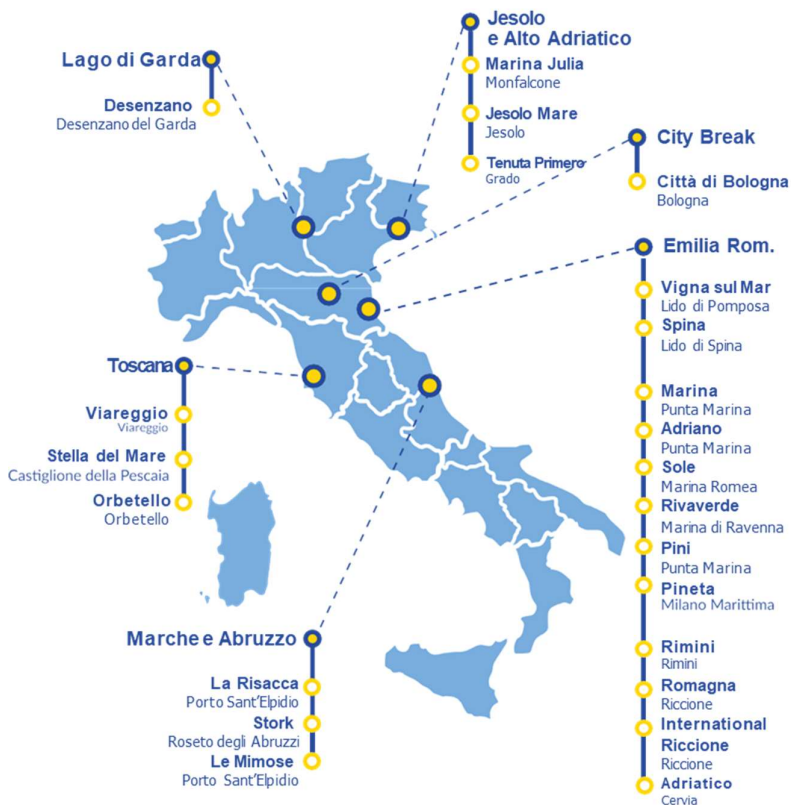 Lago di Garda
Desenzano
Desenzano del Garda
Jesolo
e Alto Adriatico
Marina Julia
Monfalcone
Jesolo Mare
Jesolo
Tenuta Primero
Grado
City Break
Città di Bologna
Bologna
Emilia Rom.
Vigna sul Mar
Lido di Pomposa
Spina
Lido di Spina
Marina
Punta Marina
Adriano
Punta Marina
Sole
Marina Romea
Rivaverde
Marina di Ravenna
Pini
Punta Marina
Pineta
Milano Marittima
Rimini
Rimini
Romagna
Riccione
International
Riccione
Riccione
Adriatico
Cervia
Toscana
Viareggio
Viareggio
Stella del Mare
Castiglione della Pescaia
Orbetello
Orbetello
Marche e Abruzzo
La Risacca
Porto Sant'Elpidio
Stork
Roseto degli Abruzzi
Le Mimose
Porto Sant'Elpidio